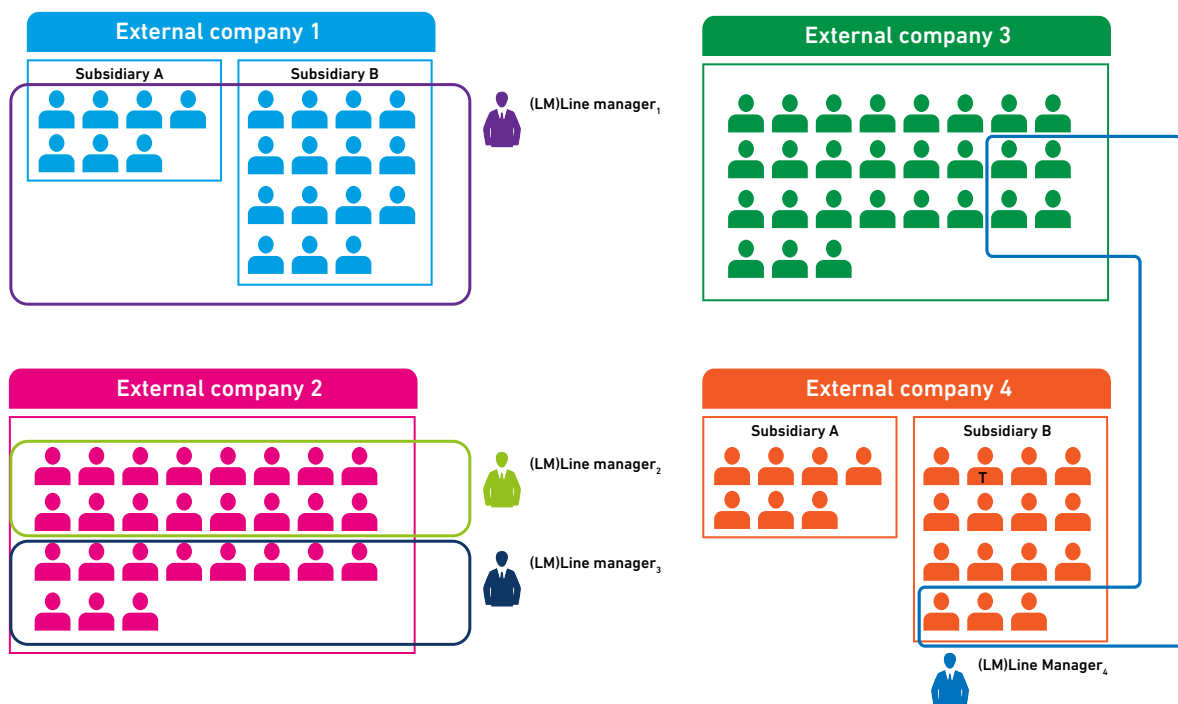 External company 1
Subsidiary A
Subsidiary B
(LM)Line manager₁
External company 3
External company 2
(LM)Line manager₂
(LM)Line manager₃
External company 4
Subsidiary A
Subsidiary B
T
(LM)Line Manager₄